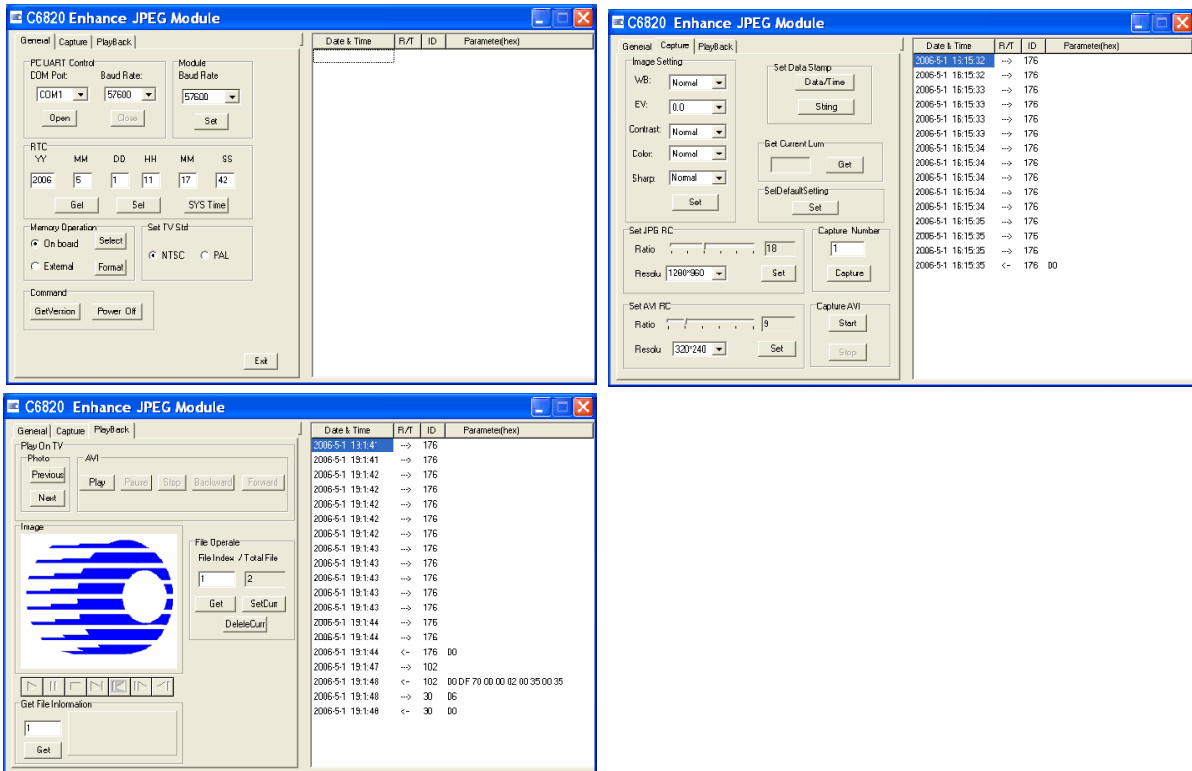 C6820 Enhance JPEG Module
General Capture PlayBack
Date & Time R/T ID Parameter(hex)
PC UART Control
Module
COM Port: Baud Rate:
Baud Rate
COM1 57600
57600
Open Close
Set
RTC
YY MM DD HH MM SS
2006 5 1 11 17 42
Get Set SYS Time
Memory Operation
Set TV Std
On board Select
NTSC PAL
External Format
Command
GetVersion Power Off
Exit
C6820 Enhance JPEG Module
General Capture PlayBack
Date & Time R/T ID Parameter(hex)
Image Setting
WB: Normal
EV: 0.0
Contrast: Normal
Color: Normal
Sharp: Normal
Set
Set Data Stamp
Data/Time
String
Get Current Lum
Get
SetDefaultSetting
Set
Set JPG RC
Ratio 18
Resolu 1280*960 Set
Capture Number
1
Capture
Set AVI RC
Ratio 9
Resolu 320*240 Set
Capture AVI
Start
Stop
2006-5-1 16:15:32 --> 176
2006-5-1 16:15:32 --> 176
2006-5-1 16:15:33 --> 176
2006-5-1 16:15:33 --> 176
2006-5-1 16:15:33 --> 176
2006-5-1 16:15:33 --> 176
2006-5-1 16:15:34 --> 176
2006-5-1 16:15:34 --> 176
2006-5-1 16:15:34 --> 176
2006-5-1 16:15:34 --> 176
2006-5-1 16:15:34 --> 176
2006-5-1 16:15:35 --> 176
2006-5-1 16:15:35 --> 176
2006-5-1 16:15:35 --> 176
2006-5-1 16:15:35 <- 176 D0
C6820 Enhance JPEG Module
General Capture PlayBack
Date & Time R/T ID Parameter(hex)
Play On TV
Photo
Previous
Next
AVI
Play Pause Stop Backward Forward
Image
File Operate
File Index / Total File
1 2
Get SetCurr
DeleteCurr
Get File Information
1
Get
2006-5-1 19:1:41 --> 176
2006-5-1 19:1:41 --> 176
2006-5-1 19:1:42 --> 176
2006-5-1 19:1:42 --> 176
2006-5-1 19:1:42 --> 176
2006-5-1 19:1:42 --> 176
2006-5-1 19:1:42 --> 176
2006-5-1 19:1:43 --> 176
2006-5-1 19:1:43 --> 176
2006-5-1 19:1:43 --> 176
2006-5-1 19:1:43 --> 176
2006-5-1 19:1:43 --> 176
2006-5-1 19:1:44 --> 176
2006-5-1 19:1:44 --> 176
2006-5-1 19:1:44 <- 176 D0
2006-5-1 19:1:47 --> 102
2006-5-1 19:1:48 <- 102 D0 DF 70 0D 00 02 00 35 00 35
2006-5-1 19:1:48 --> 30 D6
2006-5-1 19:1:48 <- 30 D0